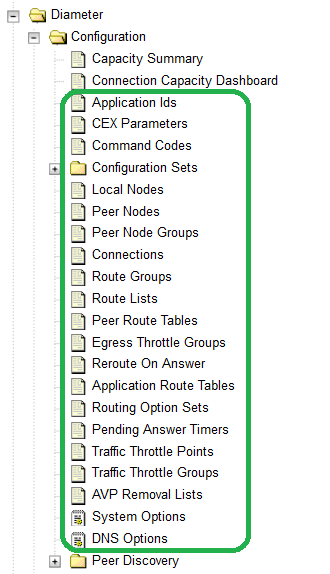 Diameter
Configuration
Capacity Summary
Connection Capacity Dashboard
Application Ids
CEX Parameters
Command Codes
Configuration Sets
Local Nodes
Peer Nodes
Peer Node Groups
Connections
Route Groups
Route Lists
Peer Route Tables
Egress Throttle Groups
Reroute On Answer
Application Route Tables
Routing Option Sets
Pending Answer Timers
Traffic Throttle Points
Traffic Throttle Groups
AVP Removal Lists
System Options
DNS Options
Peer Discovery